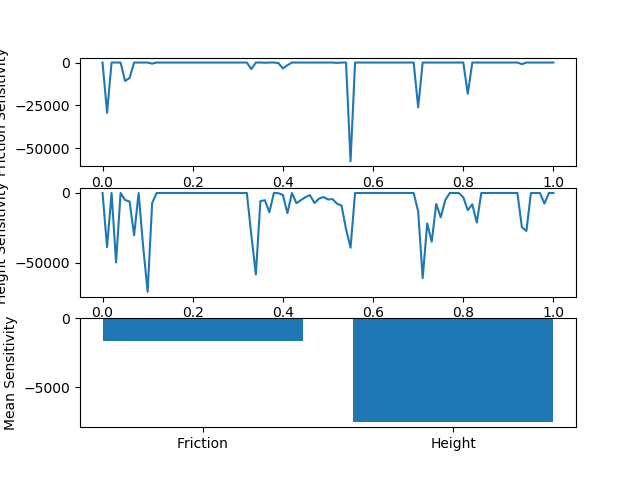 Friction Sensitivity
0
−25000
−50000
0.0 0.2 0.4 0.6 0.8 1.0
Height Sensitivity
0
−50000
0.0 0.2 0.4 0.6 0.8 1.0
Mean Sensitivity
0
−5000
Friction Height